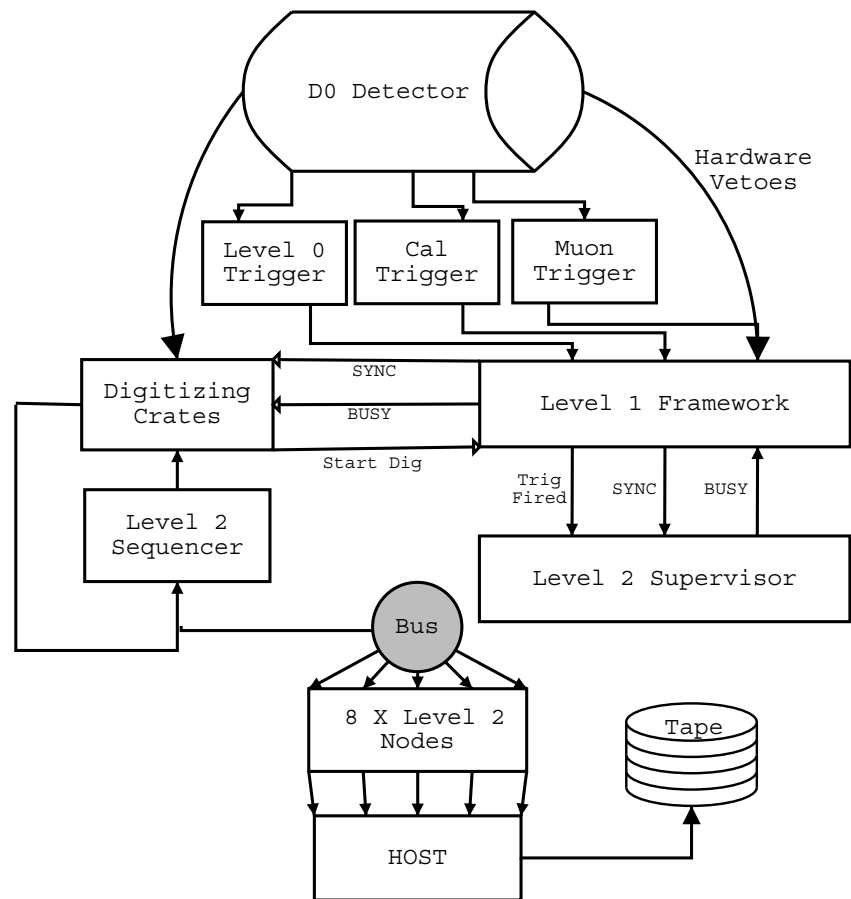 D0 Detector
Hardware
Vetoes
Level 0
Trigger
Cal
Trigger
Muon
Trigger
Digitizing
Crates
SYNC
BUSY
Start Dig
Level 1 Framework
Trig
Fired
SYNC
BUSY
Level 2
Sequencer
Level 2 Supervisor
Bus
8 X Level 2
Nodes
Tape
HOST